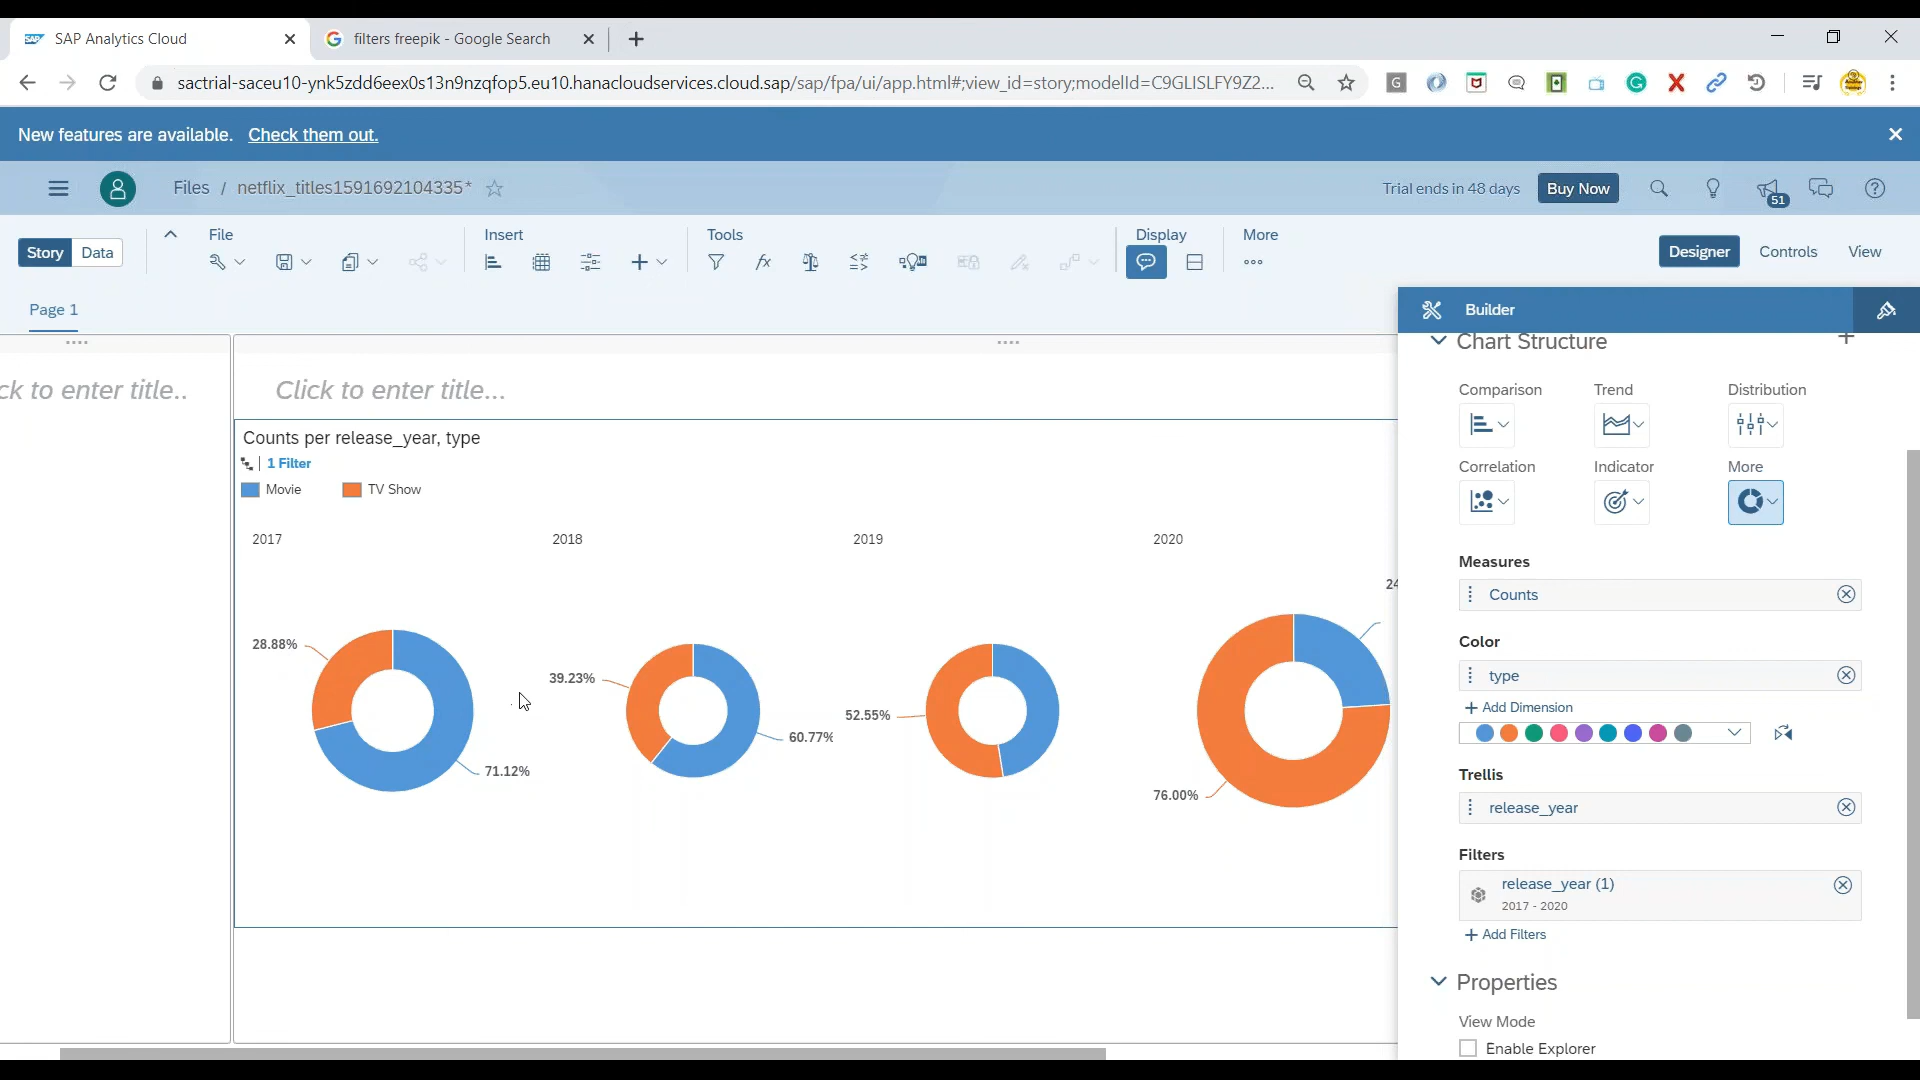 SAP Analytics Cloud
filters freepik - Google Search
sactrial-saceu10-ynk5zdd6eex0s13n9nzqfop5.eu10.hanacloudservices.cloud.sap/sap/fpa/ui/app.html#;view_id=story;modelId=C9GLISLFY9Z2...
New features are available. Check them out.
Files / netflix_titles1591692104335*
Trial ends in 48 days
Buy Now
51
Story Data
File
Insert
Tools
Display
More
Designer
Controls
View
Page 1
ck to enter title..
Click to enter title...
Counts per release_year, type
1 Filter
Movie
TV Show
2017
2018
2019
2020
28.88%
71.12%
39.23%
60.77%
52.55%
24
76.00%
Builder
Chart Structure
Comparison
Trend
Distribution
Correlation
Indicator
More
Measures
Counts
Color
type
+ Add Dimension
Trellis
release_year
Filters
release_year (1)
2017 - 2020
+ Add Filters
Properties
View Mode
Enable Explorer